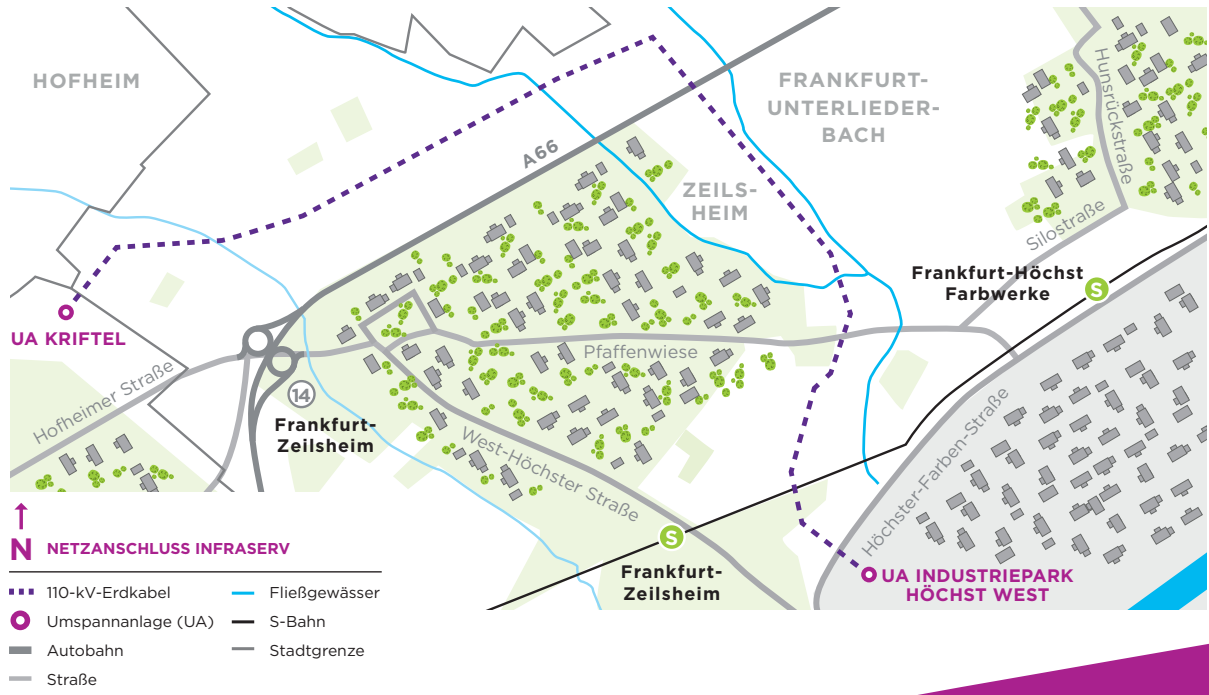 HOFHEIM
FRANKFURT-
UNTERLIEDER-
BACH
Hunsrückstraße
A66
ZEILS-
HEIM
Silostraße
Frankfurt-Höchst
Farbwerke
S
UA KRIFTEL
Pfaffenwiese
Hofheimer Straße
14
Frankfurt-
Zeilsheim
West-Höchster Straße
Höchster-Farben-Straße
S
Frankfurt-
Zeilsheim
UA INDUSTRIEPARK
HÖCHST WEST
N NETZANSCHLUSS INFRASERV
110-kV-Erdkabel
Umspannanlage (UA)
Autobahn
Straße
Fließgewässer
S-Bahn
Stadtgrenze